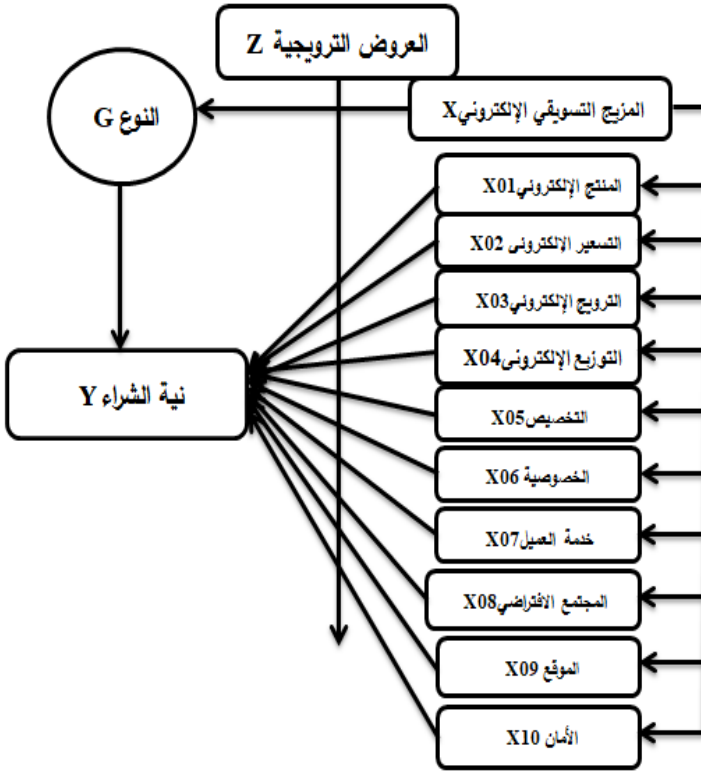 العروض الترويجية Z
المزيج التسويقي الإلكترونيX
النوع G
المنتج الإلكترونيX01
التسعير الإلكترونى X02
الترويج الإلكترونيX03
التوزيع الإلكترونىX04
نية الشراء Y
التخصيصX05
الخصوصية X06
خدمة العميلX07
المجتمع الافتراضيX08
الموقع X09
الأمان X10